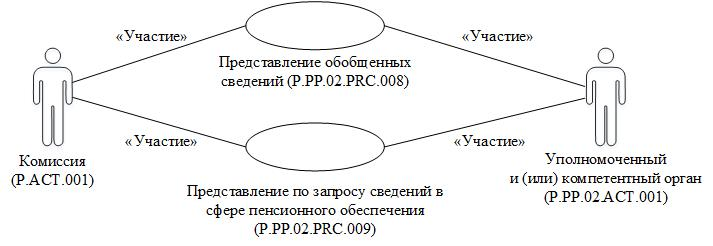 «Участие»
«Участие»
Представление обобщенных
сведений (P.PP.02.PRC.008)
«Участие»
«Участие»
Комиссия
(P.ACT.001)
Представление по запросу сведений в
сфере пенсионного обеспечения
(P.PP.02.PRC.009)
Уполномоченный
и (или) компетентный орган
(P.PP.02.ACT.001)